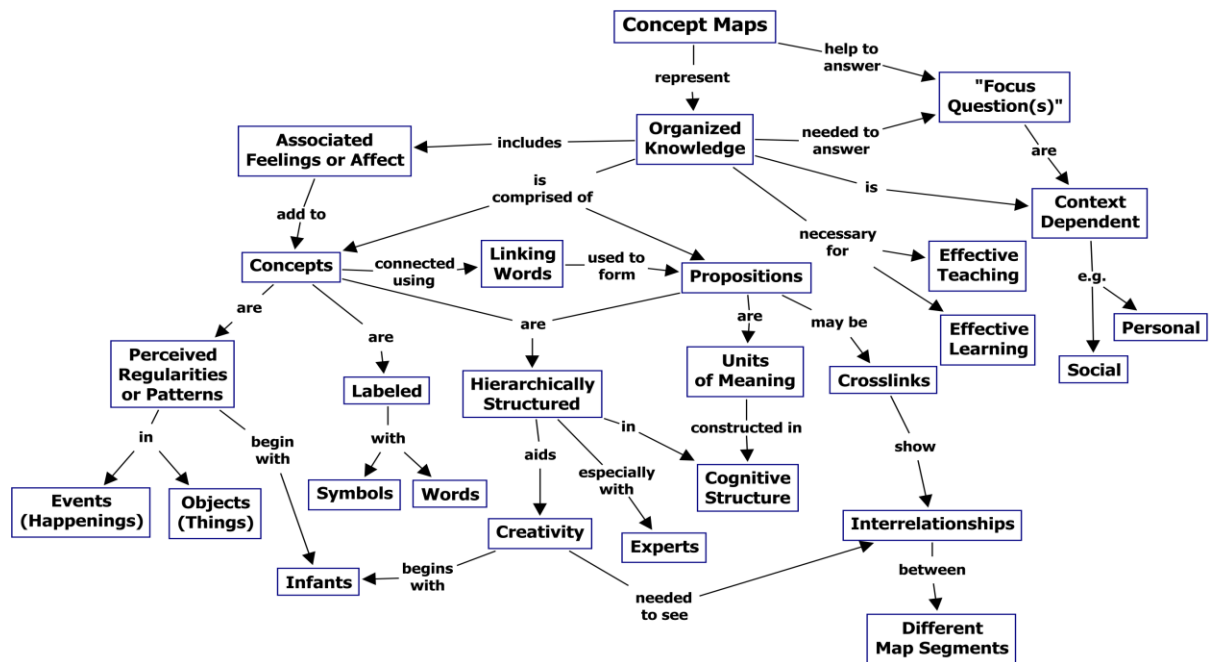 Concept Maps
help to
answer
represent
"Focus
Question(s)"
Organized
Knowledge
needed to
answer
Associated
Feelings or Affect
includes
are
is
comprised of
is
Context
Dependent
add to
necessary
for
Concepts
connected
using
Linking
Words
used to
form
Propositions
Effective
Teaching
e.g.
are
are
are
are
may be
Effective
Learning
Personal
Perceived
Regularities
or Patterns
Labeled
Hierarchically
Structured
Units
of Meaning
Crosslinks
Social
in
begin
with
with
aids
in
constructed in
especially
with
show
Events
(Happenings)
Objects
(Things)
Symbols
Words
Cognitive
Structure
Creativity
Experts
Interrelationships
Infants
begins
with
needed
to see
between
Different
Map Segments